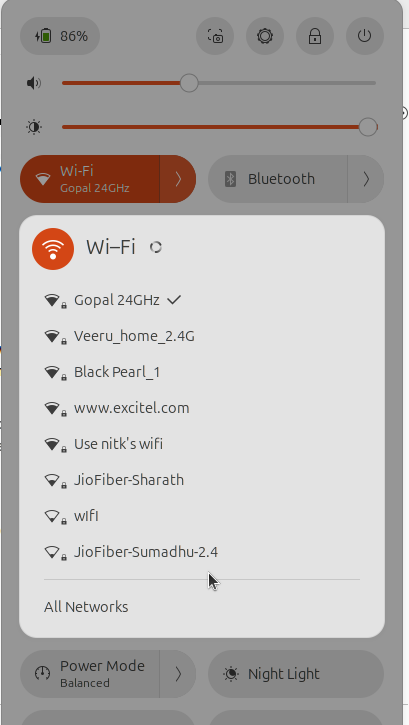 86%
Wi-Fi
Gopal 24GHz
Bluetooth
Wi–Fi
Gopal 24GHz
Veeru_home_2.4G
Black Pearl_1
www.excitel.com
Use nitk's wifi
JioFiber-Sharath
wIfI
JioFiber-Sumadhu-2.4
All Networks
Power Mode
Balanced
Night Light